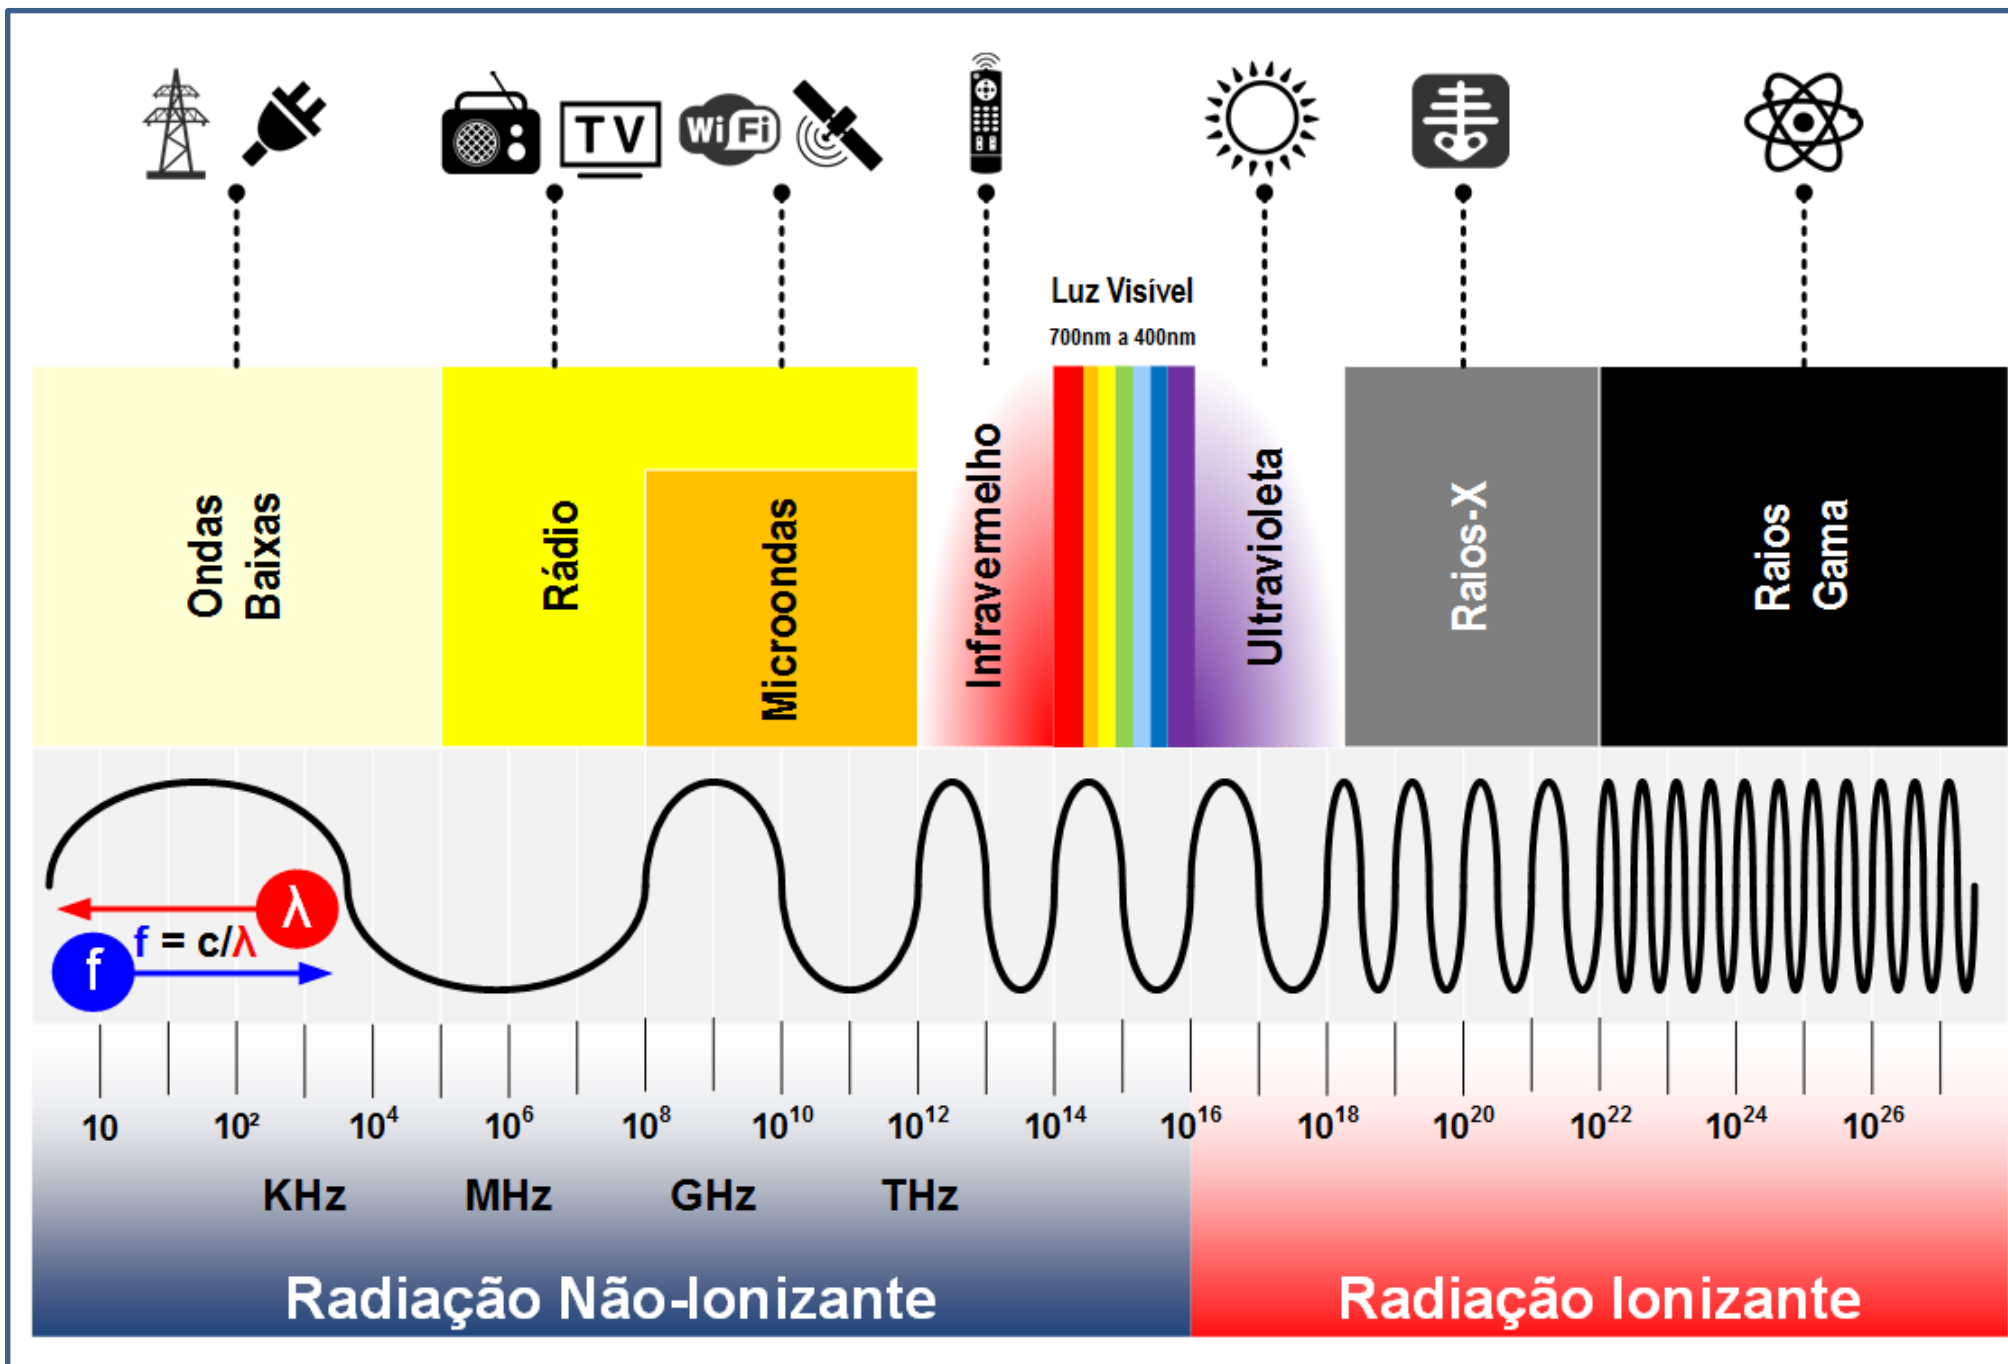 TV
WiFi
Luz Visível
700nm a 400nm
Ondas
Baixas
Rádio
Microondas
Infravermelho
Ultravioleta
Raios-X
Raios
Gama
λ
f = c/λ
f
10 10² 10⁴ 10⁶ 10⁸ 10¹⁰ 10¹² 10¹⁴ 10¹⁶ 10¹⁸ 10²⁰ 10²² 10²⁴ 10²⁶
KHz MHz GHz THz
Radiação Não-Ionizante Radiação Ionizante